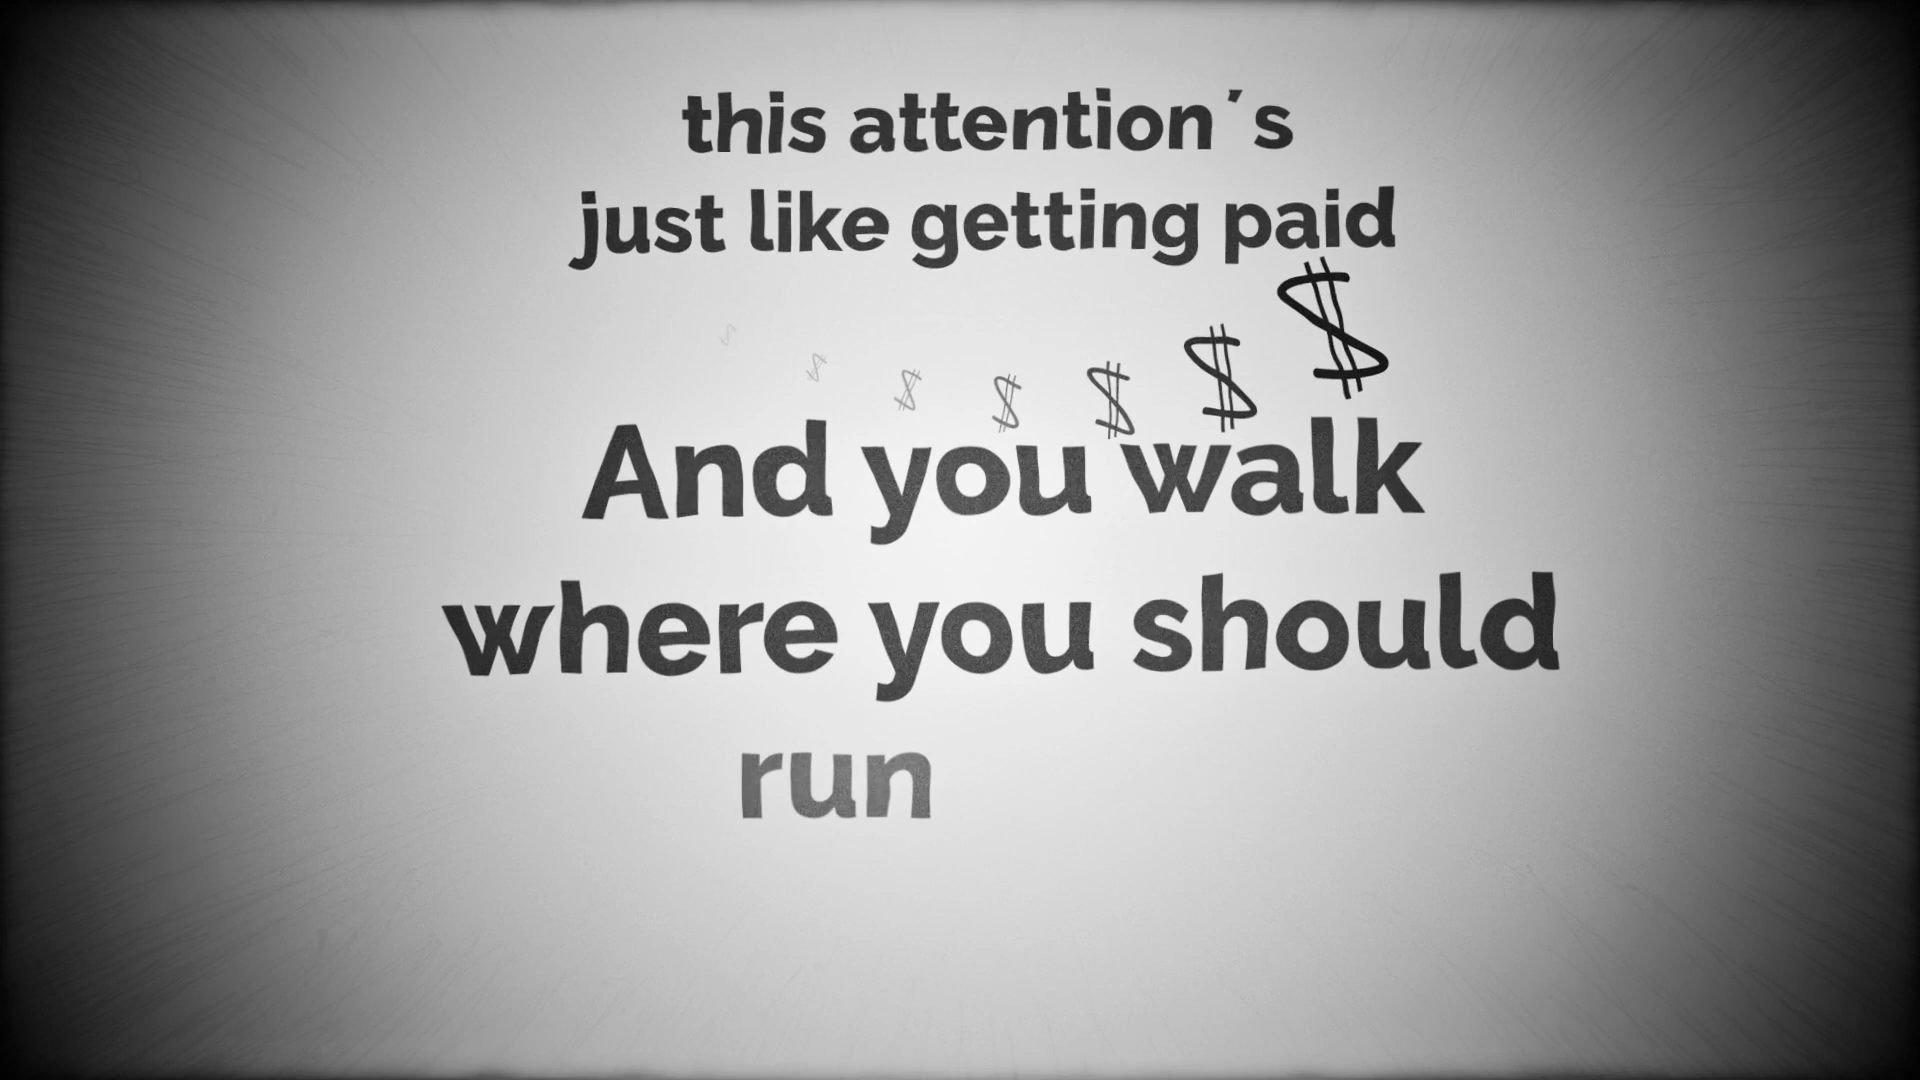 this attention´s
just like getting paid
$ $ $ $ $ $ $
And you walk
where you should
run